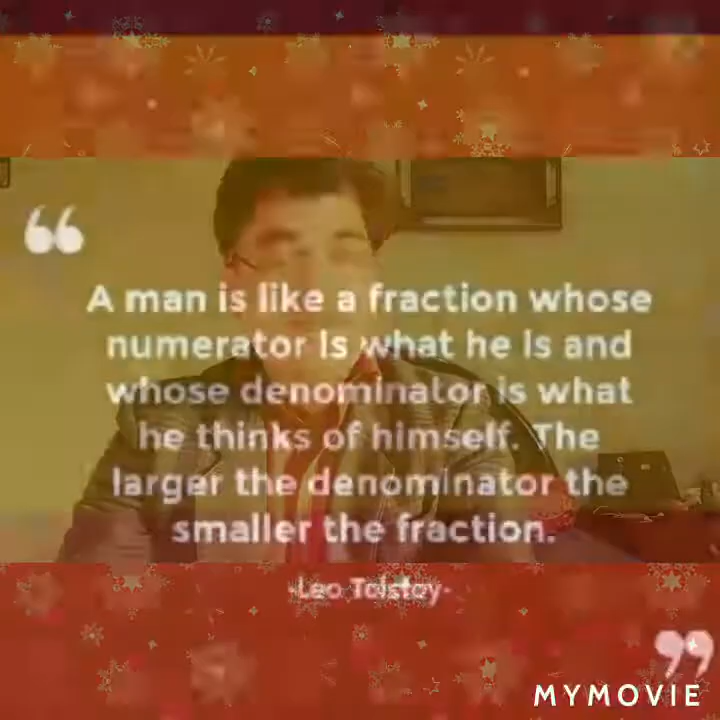 “
A man is like a fraction whose
numerator is what he is and
whose denominator is what
he thinks of himself. The
larger the denominator the
smaller the fraction.
-Leo Tolstoy-
”
MYMOVIE